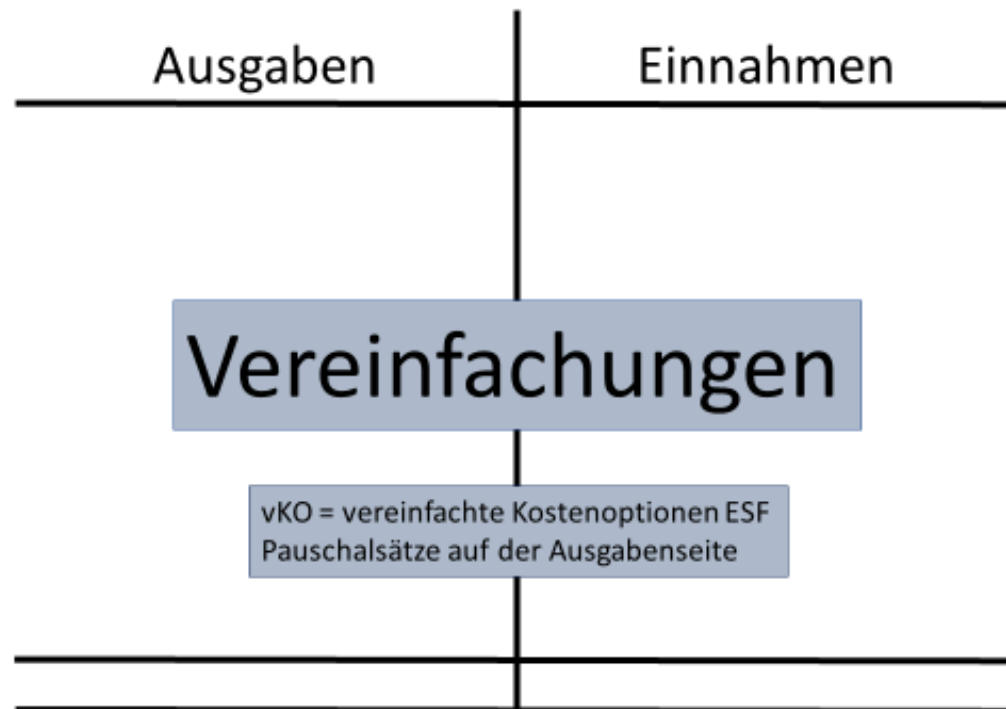 Ausgaben
Einnahmen
Vereinfachungen
vKO = vereinfachte Kostenoptionen ESF
Pauschalsätze auf der Ausgabenseite